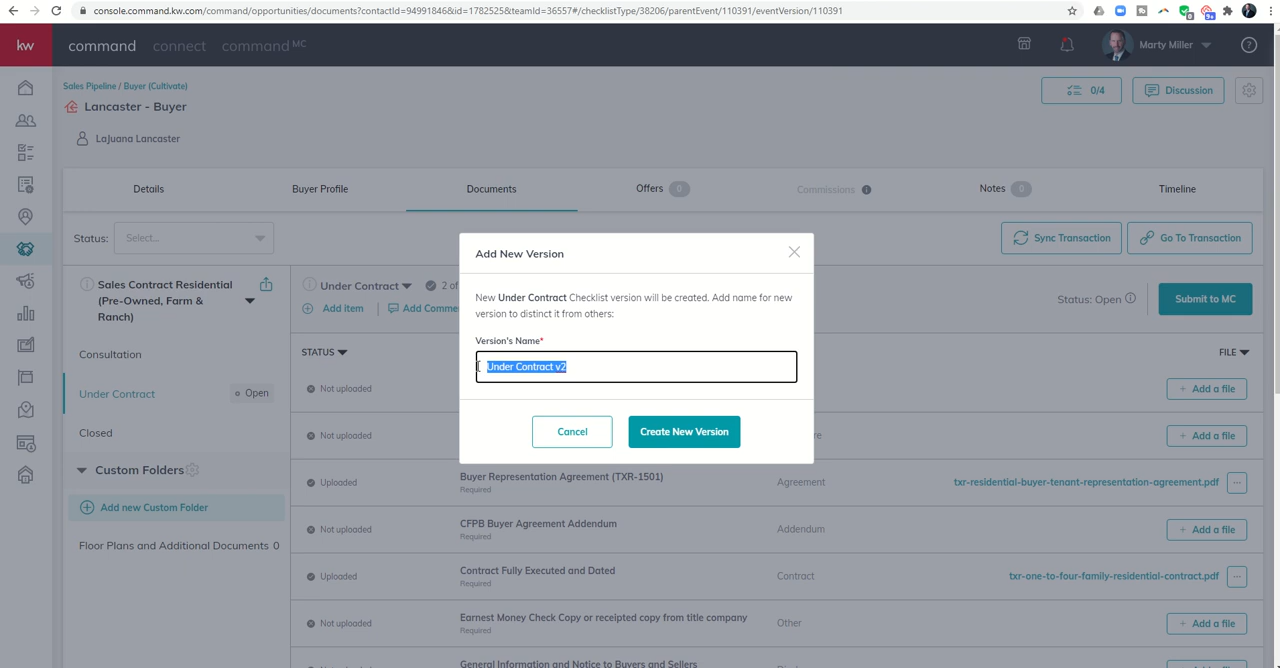 console.command.kw.com/command/opportunities/documents?contactId=94991846&id=1782525&teamId=36557#/checklistType/38206/parentEvent/110391/eventVersion/110391
kw command connect command MC
Marty Miller
Sales Pipeline / Buyer (Cultivate)
Lancaster - Buyer
0/4
Discussion
LaJuana Lancaster
Details
Buyer Profile
Documents
Offers 0
Commissions
Notes 0
Timeline
Status: Select...
Sync Transaction
Go To Transaction
Sales Contract Residential
(Pre-Owned, Farm &
Ranch)
Consultation
Under Contract
Open
Closed
Custom Folders
Add new Custom Folder
Floor Plans and Additional Documents 0
Under Contract
2 of
Add item
Add Comme
Status: Open
Submit to MC
Add New Version
New Under Contract Checklist version will be created. Add name for new
version to distinct it from others:
Version's Name*
Under Contract v2
Cancel
Create New Version
STATUS
FILE
Not uploaded
+ Add a file
Not uploaded
re
+ Add a file
Uploaded
Buyer Representation Agreement (TXR-1501)
Required
Agreement
txr-residential-buyer-tenant-representation-agreement.pdf
...
Not uploaded
CFPB Buyer Agreement Addendum
Required
Addendum
+ Add a file
Uploaded
Contract Fully Executed and Dated
Required
Contract
txr-one-to-four-family-residential-contract.pdf
...
Not uploaded
Earnest Money Check Copy or receipted copy from title company
Required
Other
+ Add a file
General Information and Notice to Buyers and Sellers